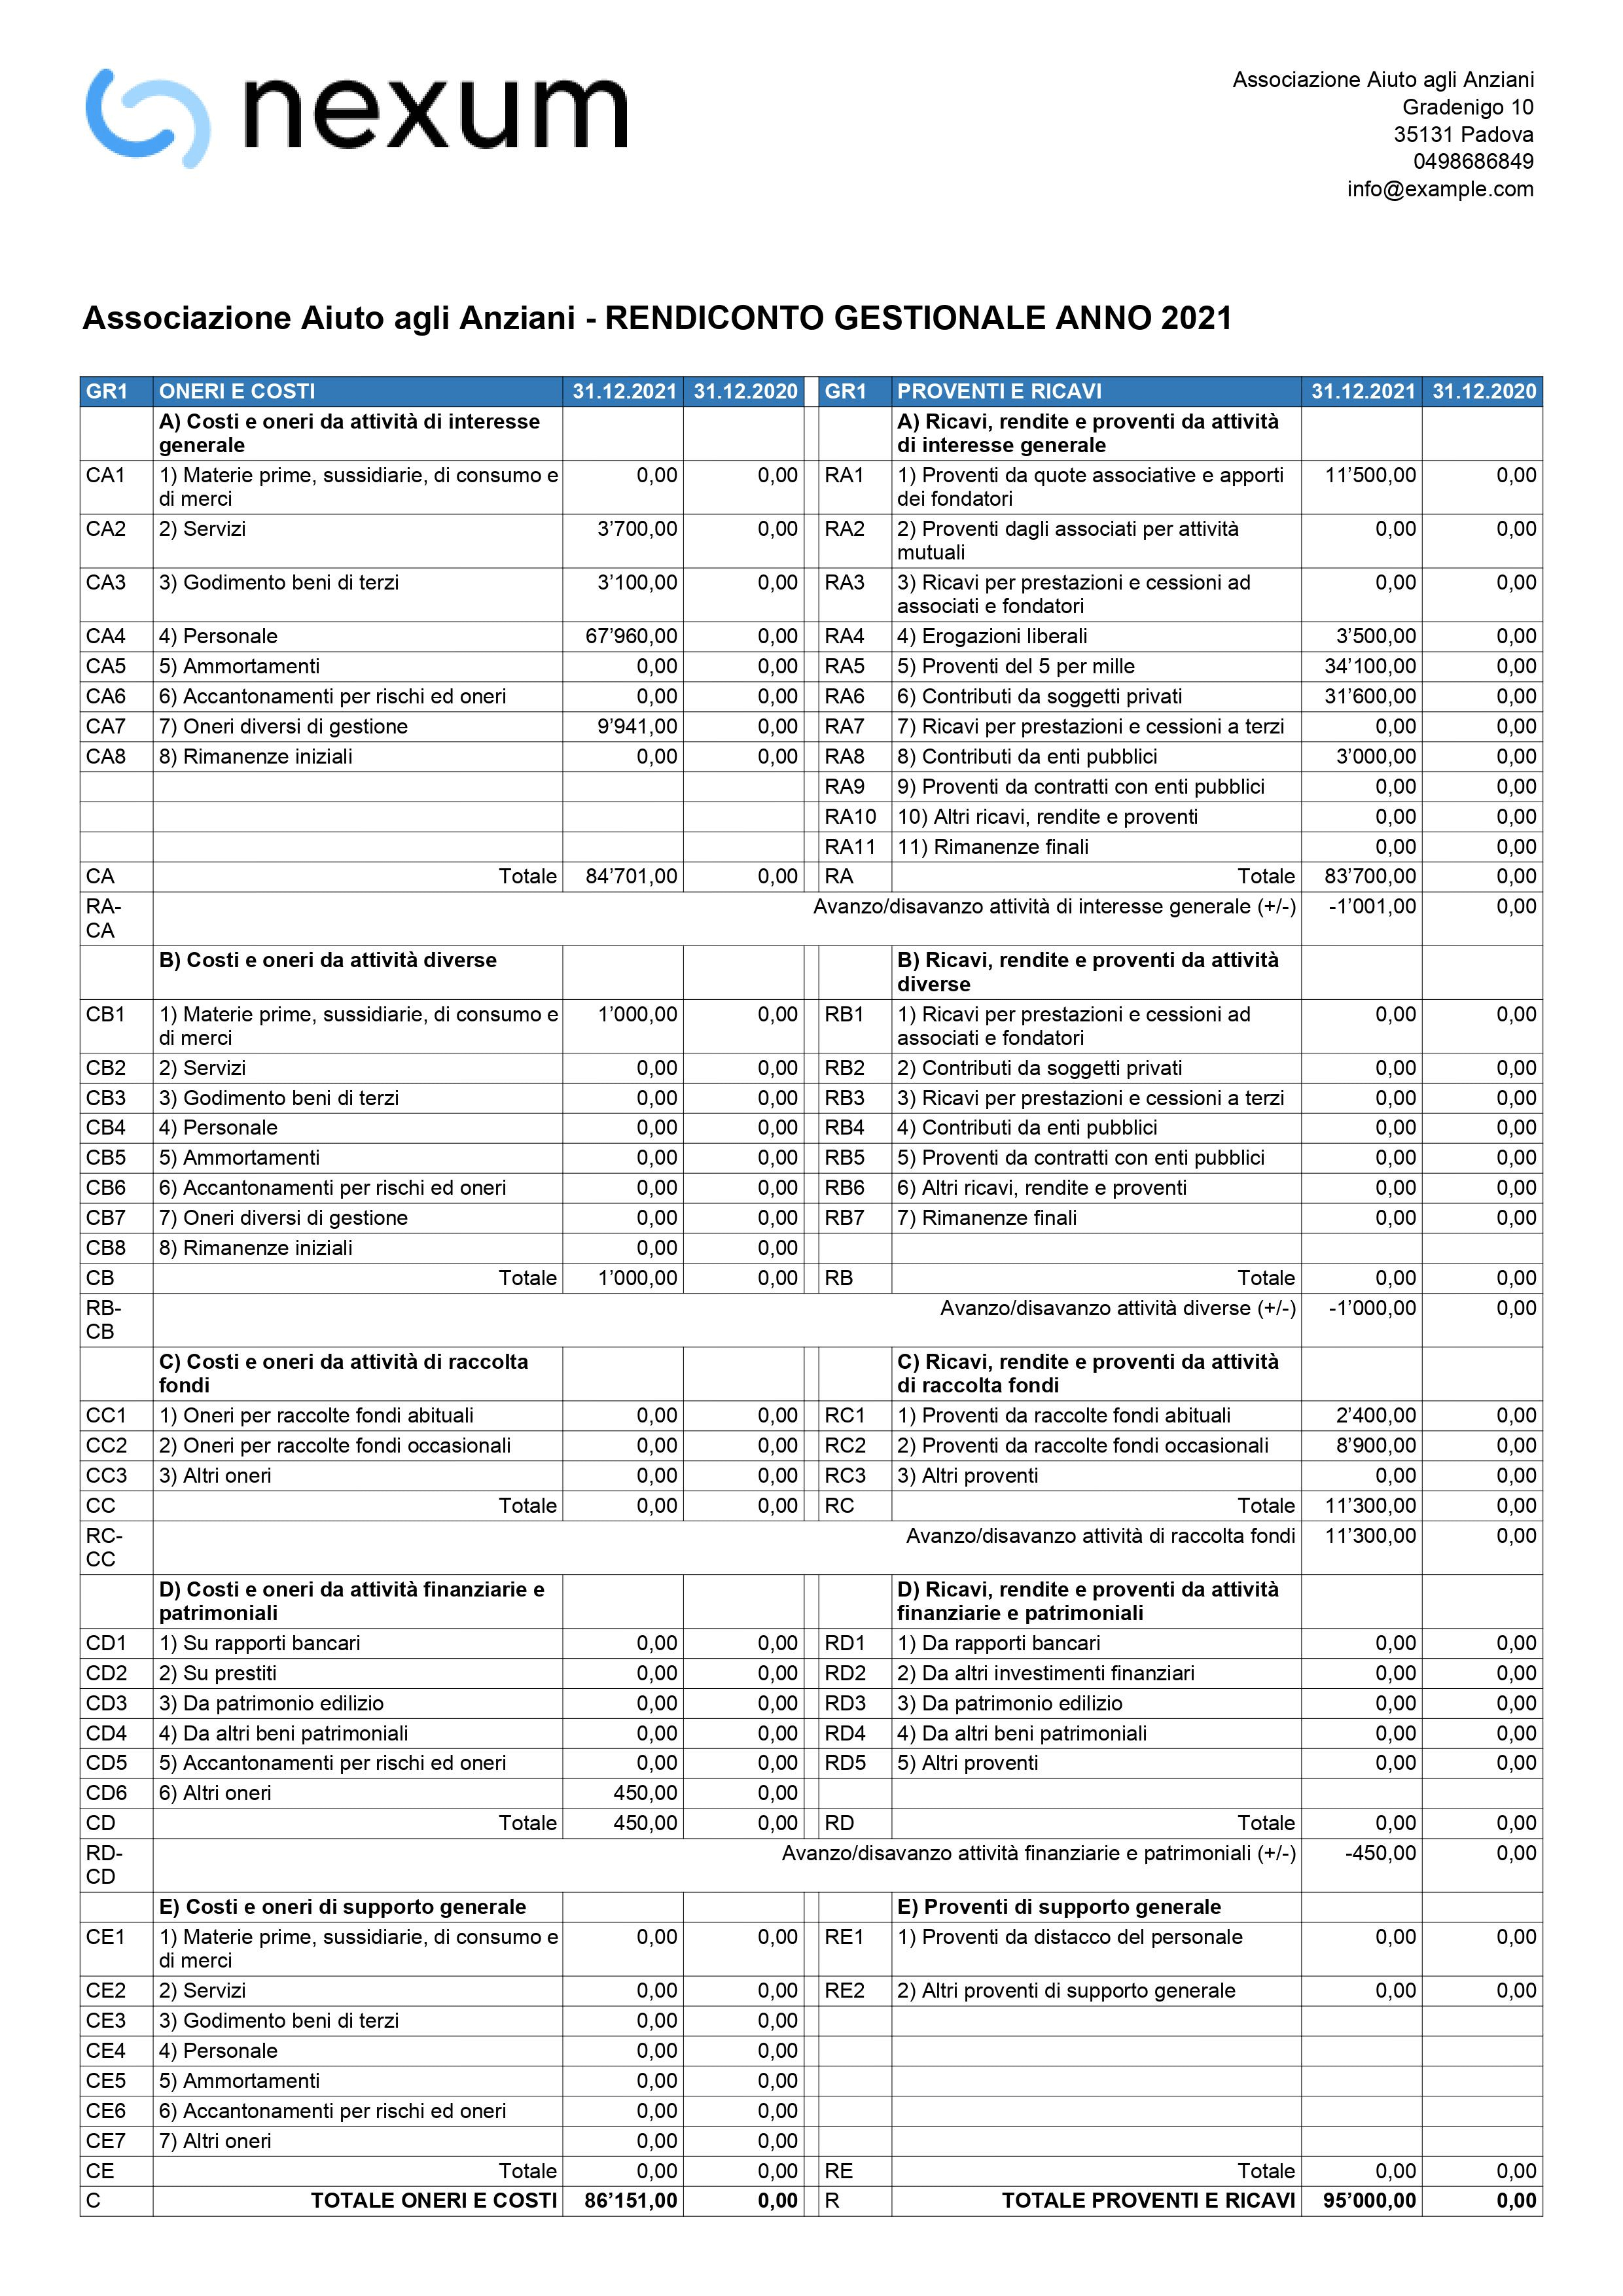 nexum
Associazione Aiuto agli Anziani
Gradenigo 10
35131 Padova
0498686849
info@example.com
Associazione Aiuto agli Anziani - RENDICONTO GESTIONALE ANNO 2021
GR1 ONERI E COSTI 31.12.2021 31.12.2020 GR1 PROVENTI E RICAVI 31.12.2021 31.12.2020
A) Costi e oneri da attività di interesse A) Ricavi, rendite e proventi da attività
generale di interesse generale
CA1 1) Materie prime, sussidiarie, di consumo e 0,00 0,00 RA1 1) Proventi da quote associative e apporti 11’500,00 0,00
di merci dei fondatori
CA2 2) Servizi 3’700,00 0,00 RA2 2) Proventi dagli associati per attività 0,00 0,00
mutuali
CA3 3) Godimento beni di terzi 3’100,00 0,00 RA3 3) Ricavi per prestazioni e cessioni ad 0,00 0,00
associati e fondatori
CA4 4) Personale 67’960,00 0,00 RA4 4) Erogazioni liberali 3’500,00 0,00
CA5 5) Ammortamenti 0,00 0,00 RA5 5) Proventi del 5 per mille 34’100,00 0,00
CA6 6) Accantonamenti per rischi ed oneri 0,00 0,00 RA6 6) Contributi da soggetti privati 31’600,00 0,00
CA7 7) Oneri diversi di gestione 9’941,00 0,00 RA7 7) Ricavi per prestazioni e cessioni a terzi 0,00 0,00
CA8 8) Rimanenze iniziali 0,00 0,00 RA8 8) Contributi da enti pubblici 3’000,00 0,00
RA9 9) Proventi da contratti con enti pubblici 0,00 0,00
RA10 10) Altri ricavi, rendite e proventi 0,00 0,00
RA11 11) Rimanenze finali 0,00 0,00
CA Totale 84’701,00 0,00 RA Totale 83’700,00 0,00
RA- Avanzo/disavanzo attività di interesse generale (+/-) -1’001,00 0,00
CA
B) Costi e oneri da attività diverse B) Ricavi, rendite e proventi da attività
diverse
CB1 1) Materie prime, sussidiarie, di consumo e 1’000,00 0,00 RB1 1) Ricavi per prestazioni e cessioni ad 0,00 0,00
di merci associati e fondatori
CB2 2) Servizi 0,00 0,00 RB2 2) Contributi da soggetti privati 0,00 0,00
CB3 3) Godimento beni di terzi 0,00 0,00 RB3 3) Ricavi per prestazioni e cessioni a terzi 0,00 0,00
CB4 4) Personale 0,00 0,00 RB4 4) Contributi da enti pubblici 0,00 0,00
CB5 5) Ammortamenti 0,00 0,00 RB5 5) Proventi da contratti con enti pubblici 0,00 0,00
CB6 6) Accantonamenti per rischi ed oneri 0,00 0,00 RB6 6) Altri ricavi, rendite e proventi 0,00 0,00
CB7 7) Oneri diversi di gestione 0,00 0,00 RB7 7) Rimanenze finali 0,00 0,00
CB8 8) Rimanenze iniziali 0,00 0,00
CB Totale 1’000,00 0,00 RB Totale 0,00 0,00
RB- Avanzo/disavanzo attività diverse (+/-) -1’000,00 0,00
CB
C) Costi e oneri da attività di raccolta C) Ricavi, rendite e proventi da attività
fondi di raccolta fondi
CC1 1) Oneri per raccolte fondi abituali 0,00 0,00 RC1 1) Proventi da raccolte fondi abituali 2’400,00 0,00
CC2 2) Oneri per raccolte fondi occasionali 0,00 0,00 RC2 2) Proventi da raccolte fondi occasionali 8’900,00 0,00
CC3 3) Altri oneri 0,00 0,00 RC3 3) Altri proventi 0,00 0,00
CC Totale 0,00 0,00 RC Totale 11’300,00 0,00
RC- Avanzo/disavanzo attività di raccolta fondi 11’300,00 0,00
CC
D) Costi e oneri da attività finanziarie e D) Ricavi, rendite e proventi da attività
patrimoniali finanziarie e patrimoniali
CD1 1) Su rapporti bancari 0,00 0,00 RD1 1) Da rapporti bancari 0,00 0,00
CD2 2) Su prestiti 0,00 0,00 RD2 2) Da altri investimenti finanziari 0,00 0,00
CD3 3) Da patrimonio edilizio 0,00 0,00 RD3 3) Da patrimonio edilizio 0,00 0,00
CD4 4) Da altri beni patrimoniali 0,00 0,00 RD4 4) Da altri beni patrimoniali 0,00 0,00
CD5 5) Accantonamenti per rischi ed oneri 0,00 0,00 RD5 5) Altri proventi 0,00 0,00
CD6 6) Altri oneri 450,00 0,00
CD Totale 450,00 0,00 RD Totale 0,00 0,00
RD- Avanzo/disavanzo attività finanziarie e patrimoniali (+/-) -450,00 0,00
CD
E) Costi e oneri di supporto generale E) Proventi di supporto generale
CE1 1) Materie prime, sussidiarie, di consumo e 0,00 0,00 RE1 1) Proventi da distacco del personale 0,00 0,00
di merci
CE2 2) Servizi 0,00 0,00 RE2 2) Altri proventi di supporto generale 0,00 0,00
CE3 3) Godimento beni di terzi 0,00 0,00
CE4 4) Personale 0,00 0,00
CE5 5) Ammortamenti 0,00 0,00
CE6 6) Accantonamenti per rischi ed oneri 0,00 0,00
CE7 7) Altri oneri 0,00 0,00
CE Totale 0,00 0,00 RE Totale 0,00 0,00
C TOTALE ONERI E COSTI 86’151,00 0,00 R TOTALE PROVENTI E RICAVI 95’000,00 0,00